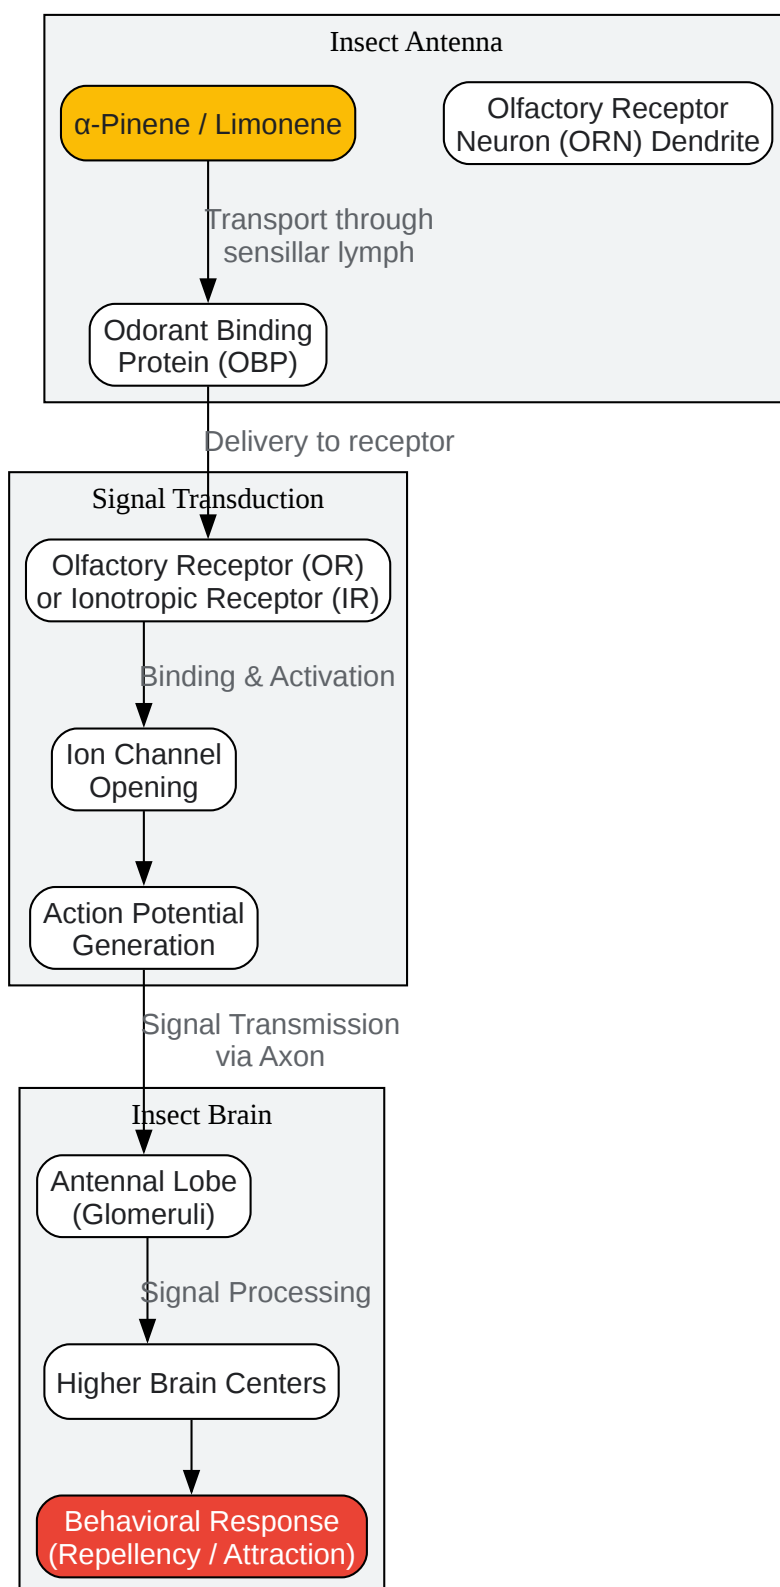 Insect Antenna
α-Pinene / Limonene
Olfactory Receptor
Neuron (ORN) Dendrite
Transport through
sensillar lymph
Odorant Binding
Protein (OBP)
Delivery to receptor
Signal Transduction
Olfactory Receptor (OR)
or Ionotropic Receptor (IR)
Binding & Activation
Ion Channel
Opening
Action Potential
Generation
Signal Transmission
via Axon
Insect Brain
Antennal Lobe
(Glomeruli)
Signal Processing
Higher Brain Centers
Behavioral Response
(Repellency / Attraction)